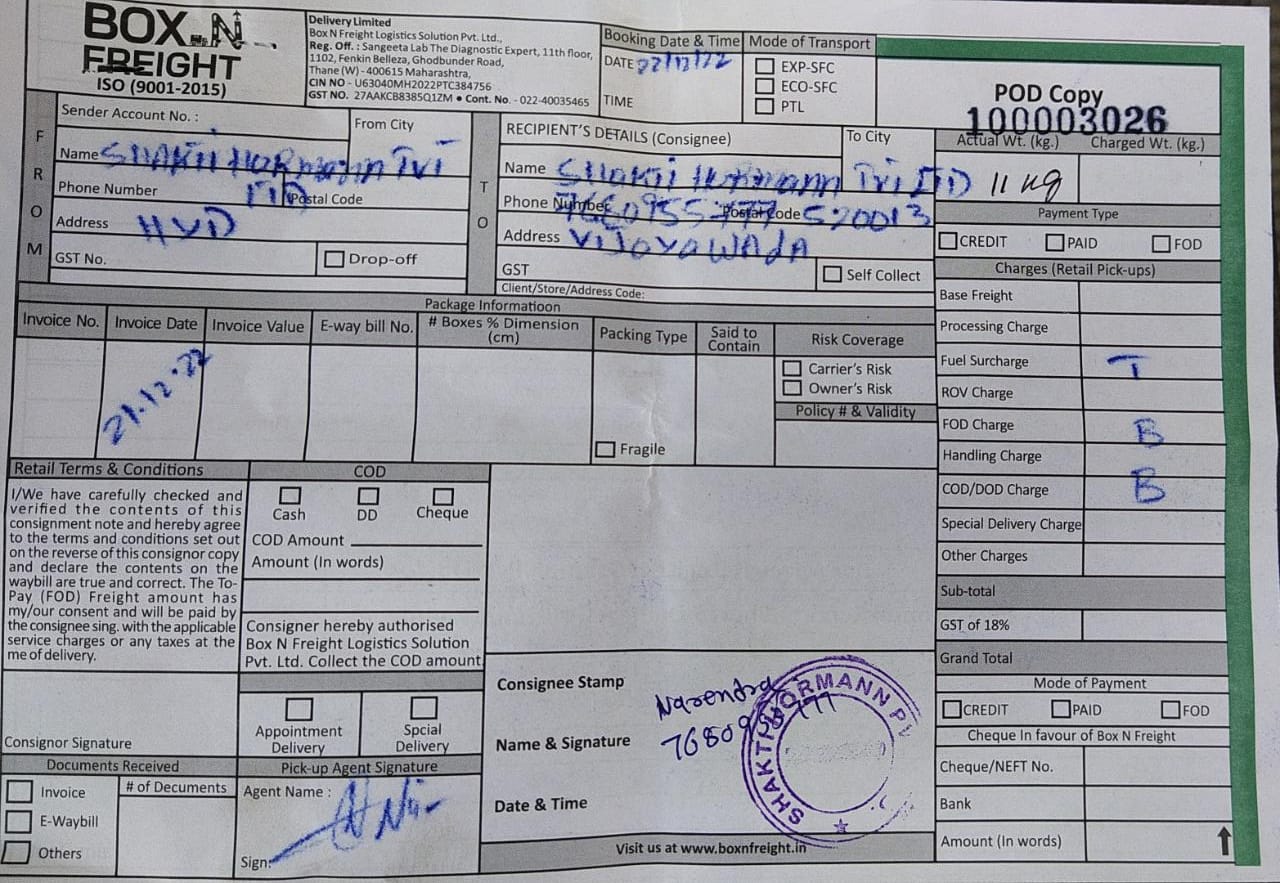 BOX N FREIGHT
ISO (9001-2015)
Delivery Limited
Box N Freight Logistics Solution Pvt. Ltd.,
Reg. Off. : Sangeeta Lab The Diagnostic Expert, 11th floor,
1102, Fenkin Belleza, Ghodbunder Road,
Thane (W) - 400615 Maharashtra,
CIN NO - U63040MH2022PTC384756
GST NO. 27AAKCB8385Q1ZM • Cont. No. - 022-40035465
Booking Date & Time
DATE 22/12/22
TIME
Mode of Transport
EXP-SFC
ECO-SFC
PTL
POD Copy
100003026
FROM
Sender Account No. :
From City
Name Shakti Hormann Pvt
Phone Number
Postal Code
Address HYD
GST No.
Drop-off
TO
RECIPIENT'S DETAILS (Consignee)
To City
Name Shakti Hormann Pvt LTD
Phone Number
Postal Code 520013
Address VIJAYAWADA
GST
Self Collect
Client/Store/Address Code:
Actual Wt. (kg.)
Charged Wt. (kg.)
11 kg
Payment Type
CREDIT PAID FOD
Charges (Retail Pick-ups)
Base Freight
Processing Charge
Fuel Surcharge T
ROV Charge
FOD Charge B
Handling Charge
COD/DOD Charge B
Special Delivery Charge
Other Charges
Sub-total
GST of 18%
Grand Total
Mode of Payment
CREDIT PAID FOD
Cheque In favour of Box N Freight
Cheque/NEFT No.
Bank
Amount (In words)
Package Informatioon
Invoice No.
Invoice Date
Invoice Value
E-way bill No.
# Boxes % Dimension (cm)
Packing Type
Said to Contain
Risk Coverage
21.12.22
Carrier's Risk
Owner's Risk
Policy # & Validity
Fragile
Retail Terms & Conditions
I/We have carefully checked and
verified the contents of this
consignment note and hereby agree
to the terms and conditions set out
on the reverse of this consignor copy
and declare the contents on the
waybill are true and correct. The To-
Pay (FOD) Freight amount has
my/our consent and will be paid by
the consignee sing. with the applicable
service charges or any taxes at the
me of delivery.
Consignor Signature
COD
Cash DD Cheque
COD Amount
Amount (In words)
Consigner hereby authorised
Box N Freight Logistics Solution
Pvt. Ltd. Collect the COD amount
Appointment Delivery
Spcial Delivery
Documents Received
Invoice
E-Waybill
Others
# of Documents
Pick-up Agent Signature
Agent Name :
Sign:
Consignee Stamp
Name & Signature
Date & Time
Narendra
SHAKTI HORMANN PV
Visit us at www.boxnfreight.in